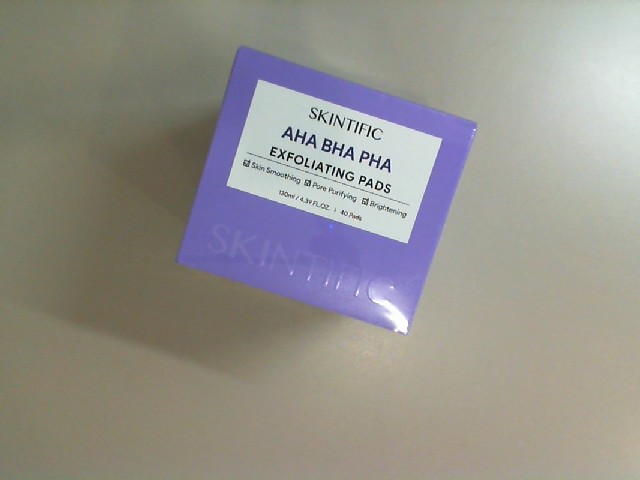 SKINTIFIC
AHA BHA PHA
EXFOLIATING PADS
Skin Smoothing Pore Purifying Brightening
130ml / 4.39 FL.OZ. | 40 Pads
SKINTIFIC